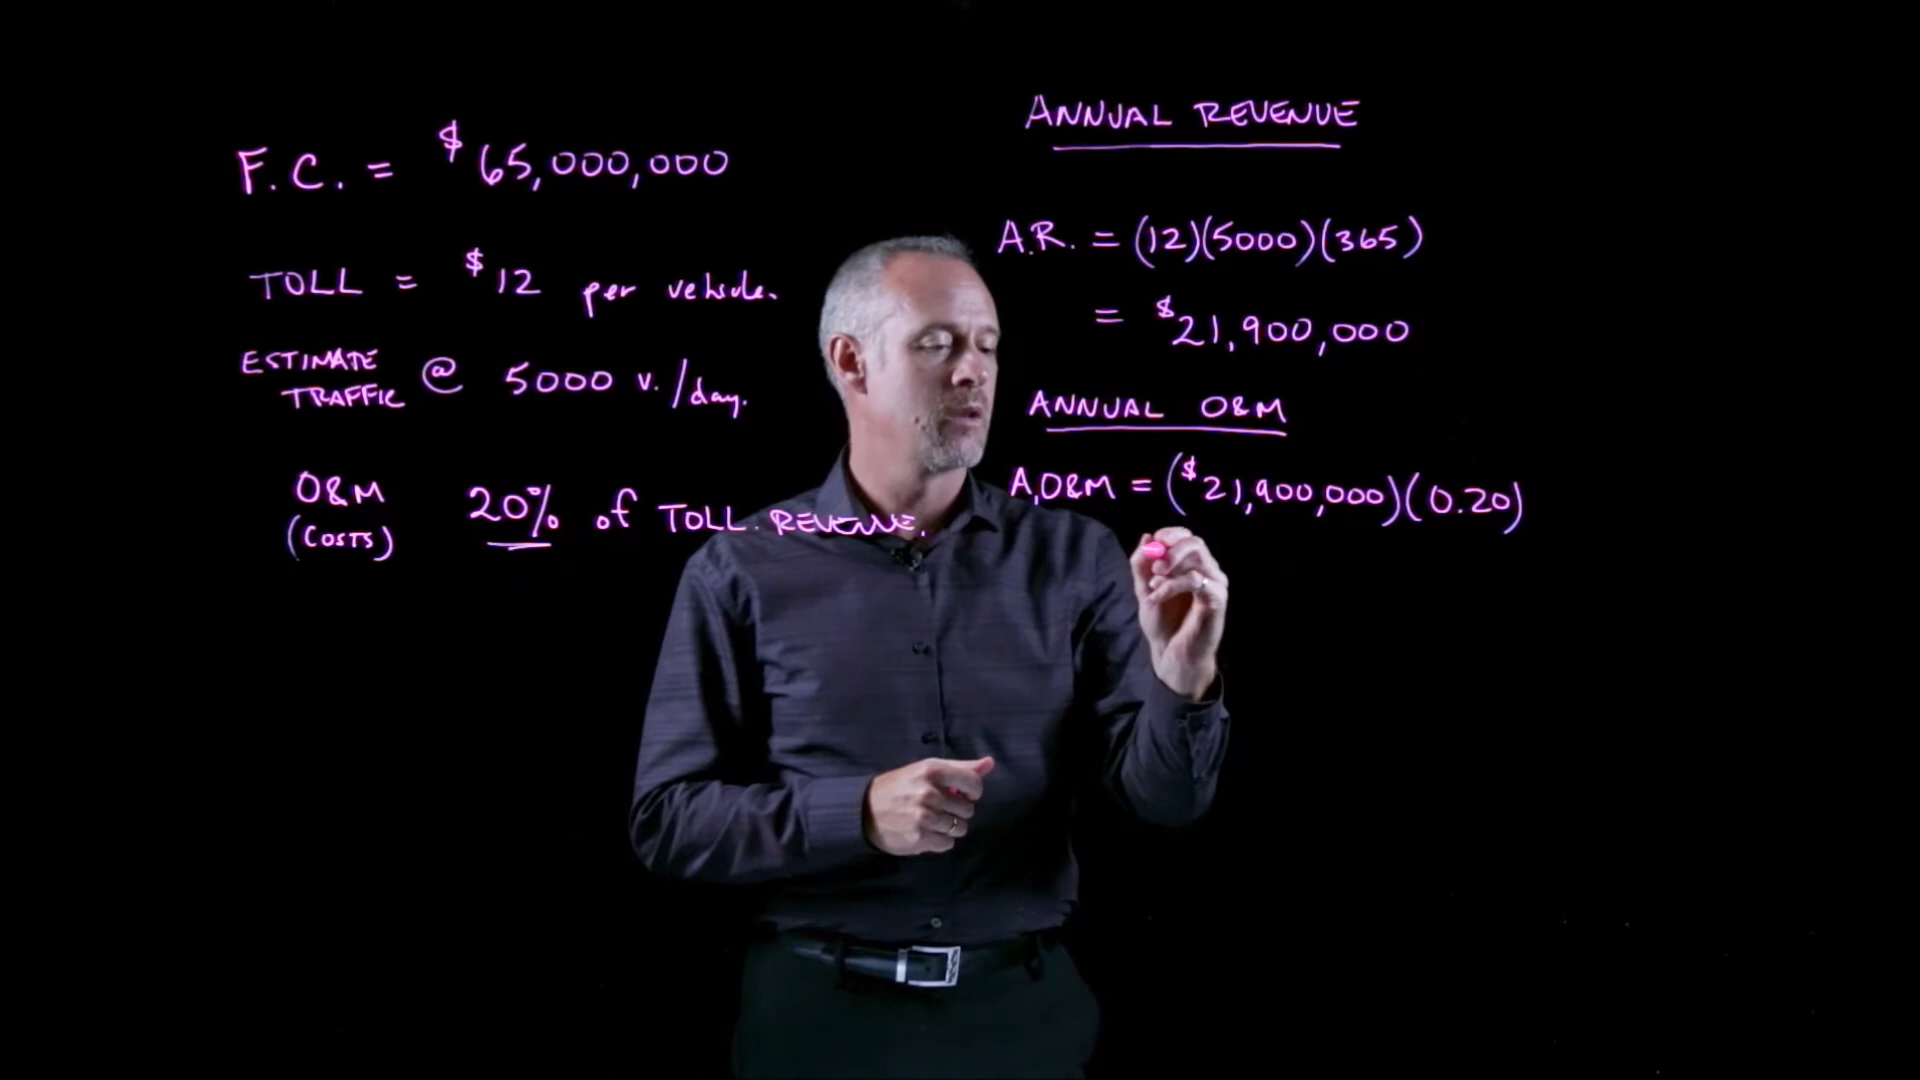 F.C. = $65,000,000
TOLL = $12 per vehicle.
ESTIMATE
TRAFFIC @ 5000 v./day.
O&M
(COSTS) 20% of TOLL REVENUE.
ANNUAL REVENUE
A.R. = (12)(5000)(365)
= $21,900,000
ANNUAL O&M
A,O&M = ($21,900,000)(0.20)